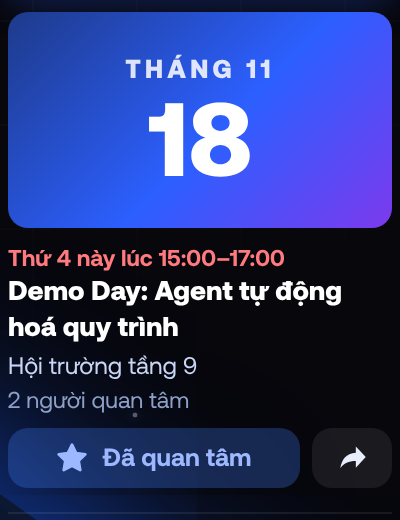 THÁNG 11
18
Thứ 4 này lúc 15:00–17:00
Demo Day: Agent tự động
hoá quy trình
Hội trường tầng 9
2 người quan tâm
Đã quan tâm